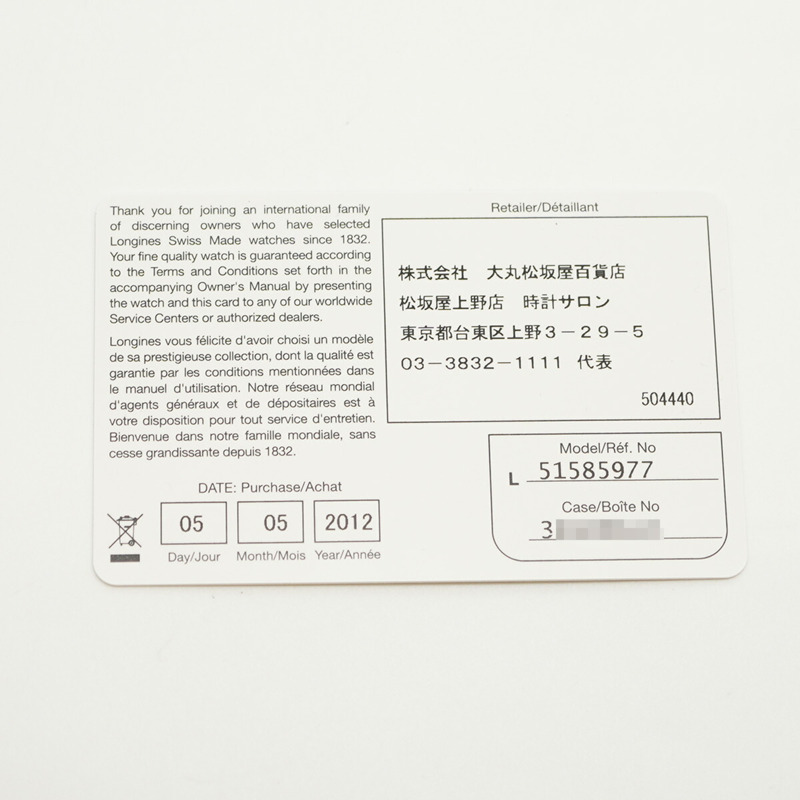 Thank you for joining an international family
of discerning owners who have selected
Longines Swiss Made watches since 1832.
Your fine quality watch is guaranteed according
to the Terms and Conditions set forth in the
accompanying Owner's Manual by presenting
the watch and this card to any of our worldwide
Service Centers or authorized dealers.
Longines vous félicite d'avoir choisi un modèle
de sa prestigieuse collection, dont la qualité est
garantie par les conditions mentionnées dans
le manuel d'utilisation. Notre réseau mondial
d'agents généraux et de dépositaires est à
votre disposition pour tout service d'entretien.
Bienvenue dans notre famille mondiale, sans
cesse grandissante depuis 1832.
DATE: Purchase/Achat
05 05 2012
Day/Jour Month/Mois Year/Année
Retailer/Détaillant
株式会社 大丸松坂屋百貨店
松坂屋上野店 時計サロン
東京都台東区上野3-29-5
03-3832-1111 代表
504440
Model/Réf. No
L 51585977
Case/Boîte No
3